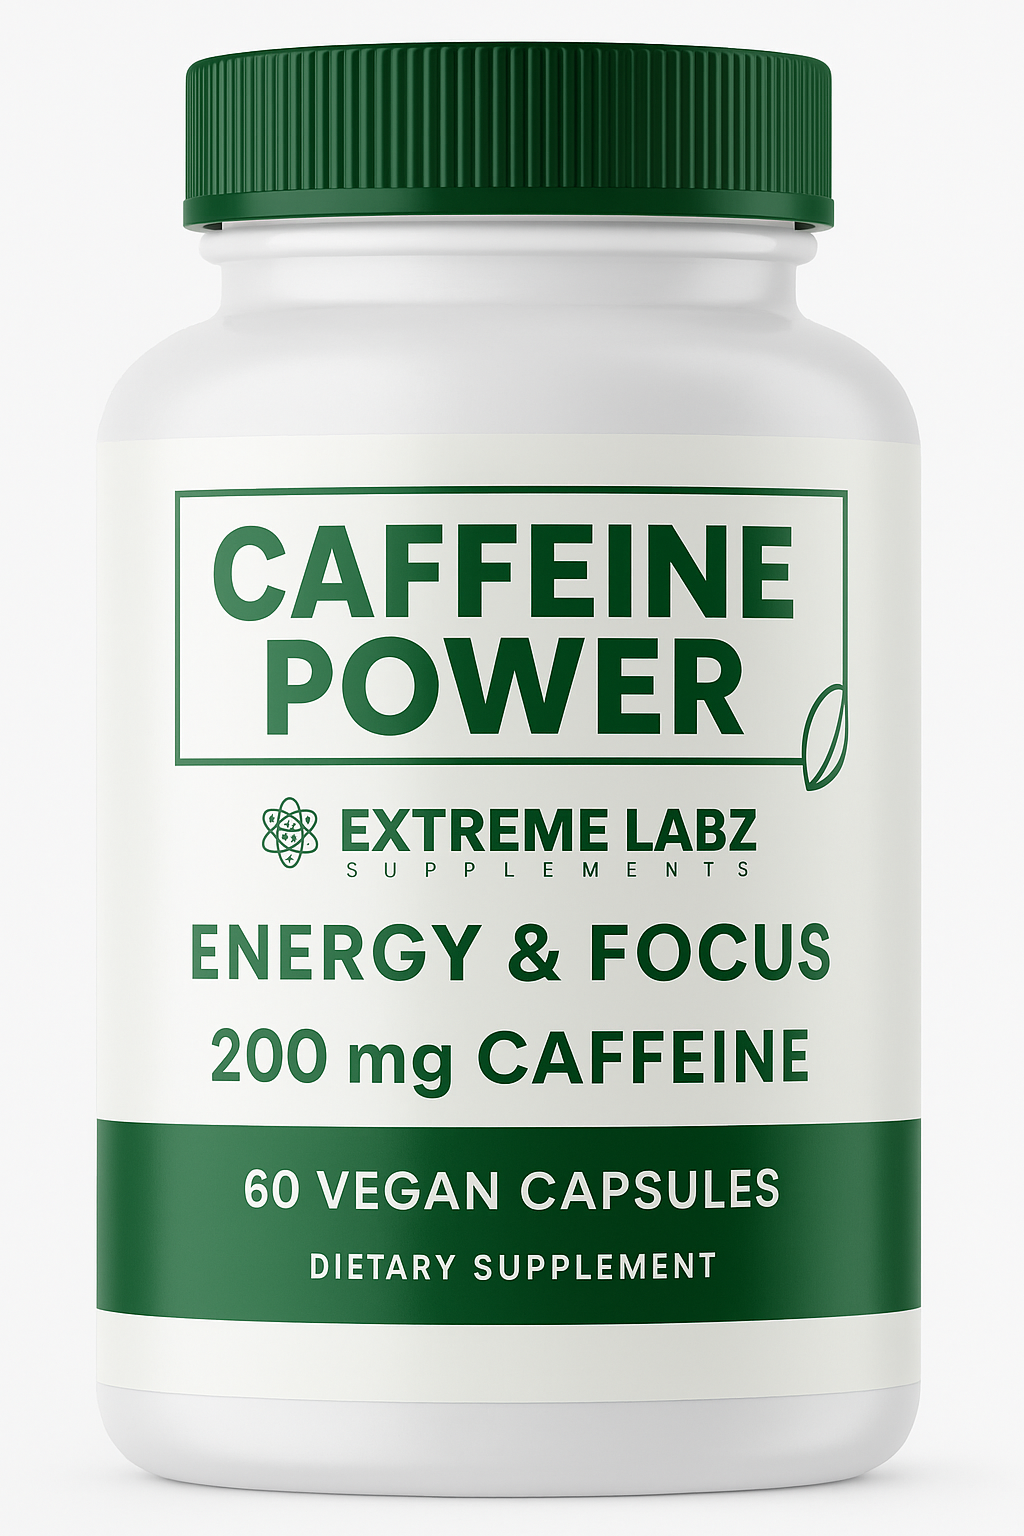 CAFFEINE
POWER
EXTREME LABZ
SUPPLEMENTS
ENERGY & FOCUS
200 mg CAFFEINE
60 VEGAN CAPSULES
DIETARY SUPPLEMENT